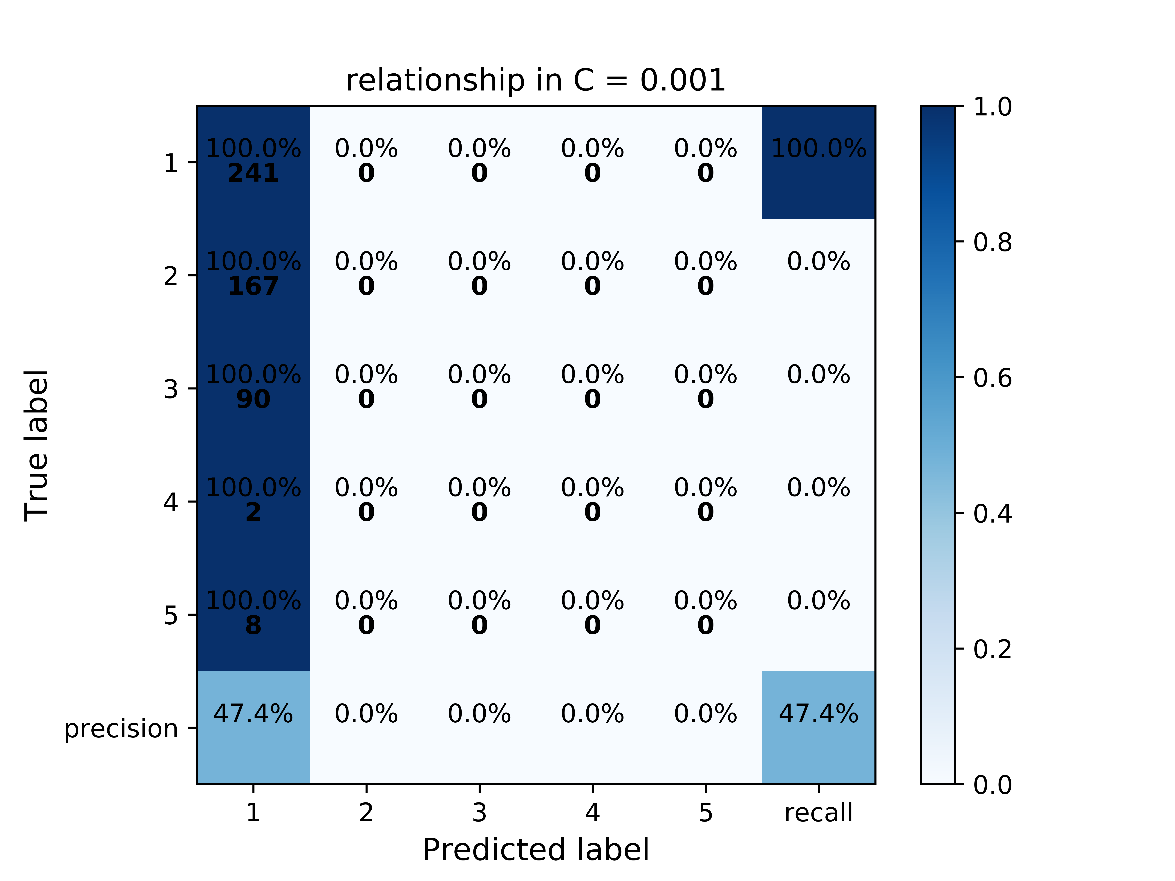 relationship in C = 0.001
100.0% 0.0% 0.0% 0.0% 0.0% 100.0%
1 241 0 0 0 0
100.0% 0.0% 0.0% 0.0% 0.0% 0.0%
2 167 0 0 0 0
100.0% 0.0% 0.0% 0.0% 0.0% 0.0%
3 90 0 0 0 0
100.0% 0.0% 0.0% 0.0% 0.0% 0.0%
4 2 0 0 0 0
100.0% 0.0% 0.0% 0.0% 0.0% 0.0%
5 8 0 0 0 0
precision 47.4% 0.0% 0.0% 0.0% 0.0% 47.4%
1 2 3 4 5 recall
Predicted label
True label
1.0
0.8
0.6
0.4
0.2
0.0